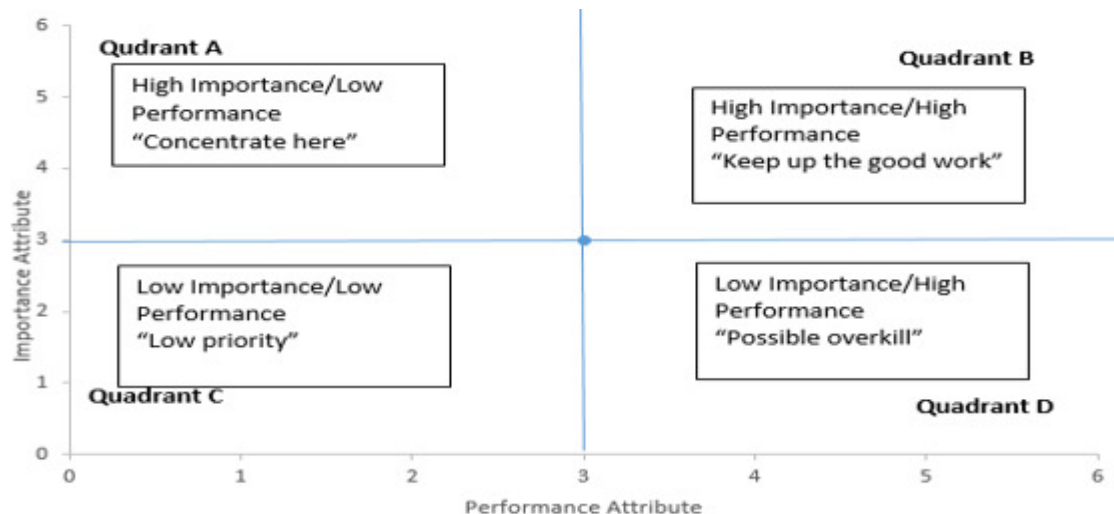 6
Qudrant A
High Importance/Low
Performance
“Concentrate here”
Quadrant B
High Importance/High
Performance
“Keep up the good work”
5
4
3
Low Importance/Low
Performance
“Low priority”
Quadrant C
Low Importance/High
Performance
“Possible overkill”
Quadrant D
2
1
0
Importance Attribute
0 1 2 3 4 5 6
Performance Attribute